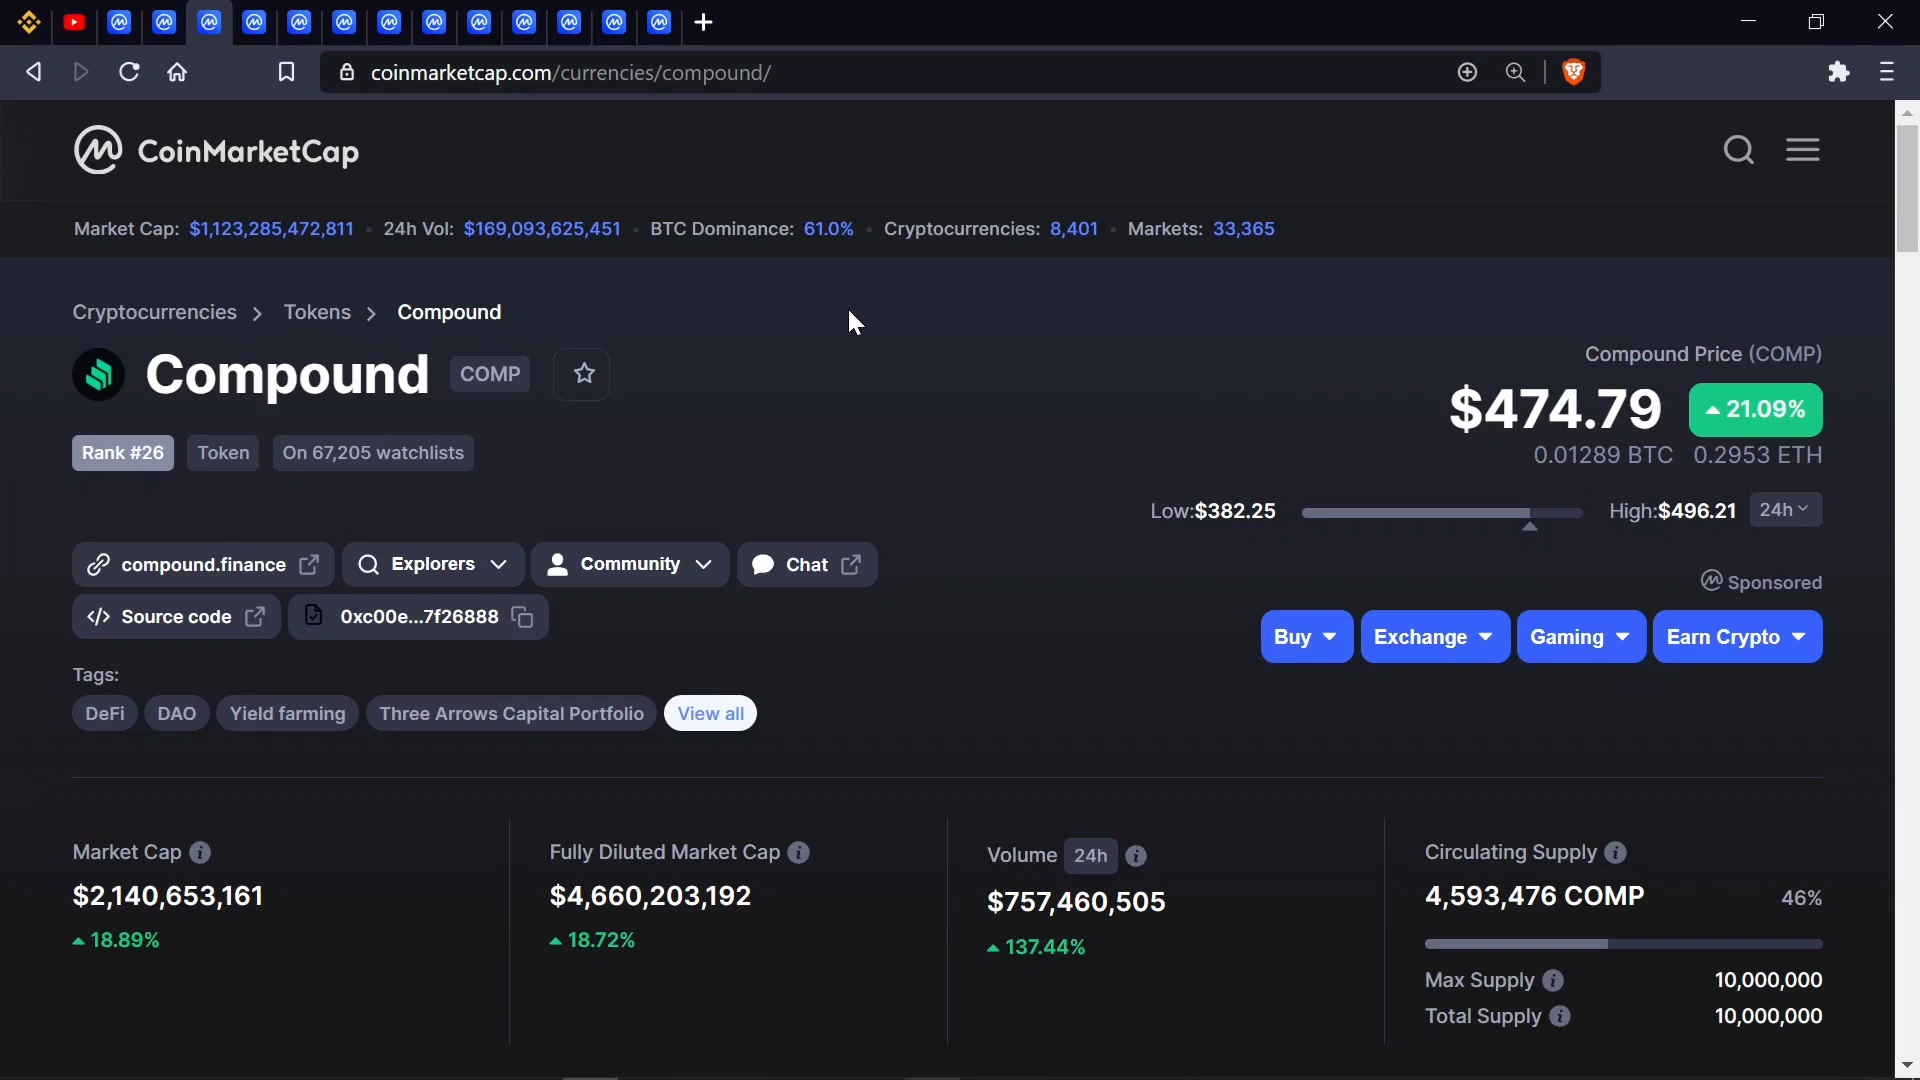 coinmarketcap.com/currencies/compound/
CoinMarketCap
Market Cap: $1,123,285,472,811 • 24h Vol: $169,093,625,451 • BTC Dominance: 61.0% • Cryptocurrencies: 8,401 • Markets: 33,365
Cryptocurrencies > Tokens > Compound
Compound COMP
Rank #26 Token On 67,205 watchlists
Compound Price (COMP)
$474.79 21.09%
0.01289 BTC 0.2953 ETH
Low:$382.25 High:$496.21 24h
compound.finance Explorers Community Chat
Source code 0xc00e...7f26888
Sponsored
Buy Exchange Gaming Earn Crypto
Tags:
DeFi DAO Yield farming Three Arrows Capital Portfolio View all
Market Cap
$2,140,653,161
18.89%
Fully Diluted Market Cap
$4,660,203,192
18.72%
Volume 24h
$757,460,505
137.44%
Circulating Supply
4,593,476 COMP 46%
Max Supply 10,000,000
Total Supply 10,000,000